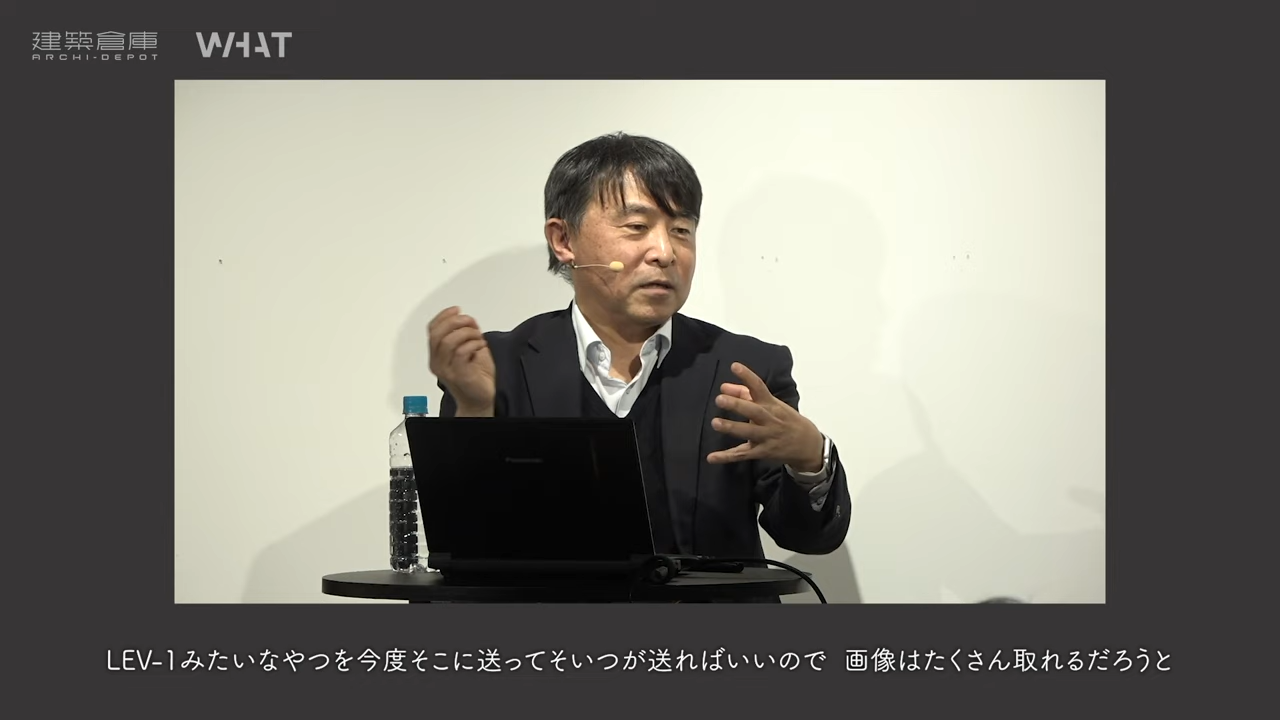 建築倉庫
ARCHI-DEPOT
WHAT
Panasonic
LEV-1みたいなやつを今度そこに送ってそいつが送ればいいので 画像はたくさん取れるだろうと